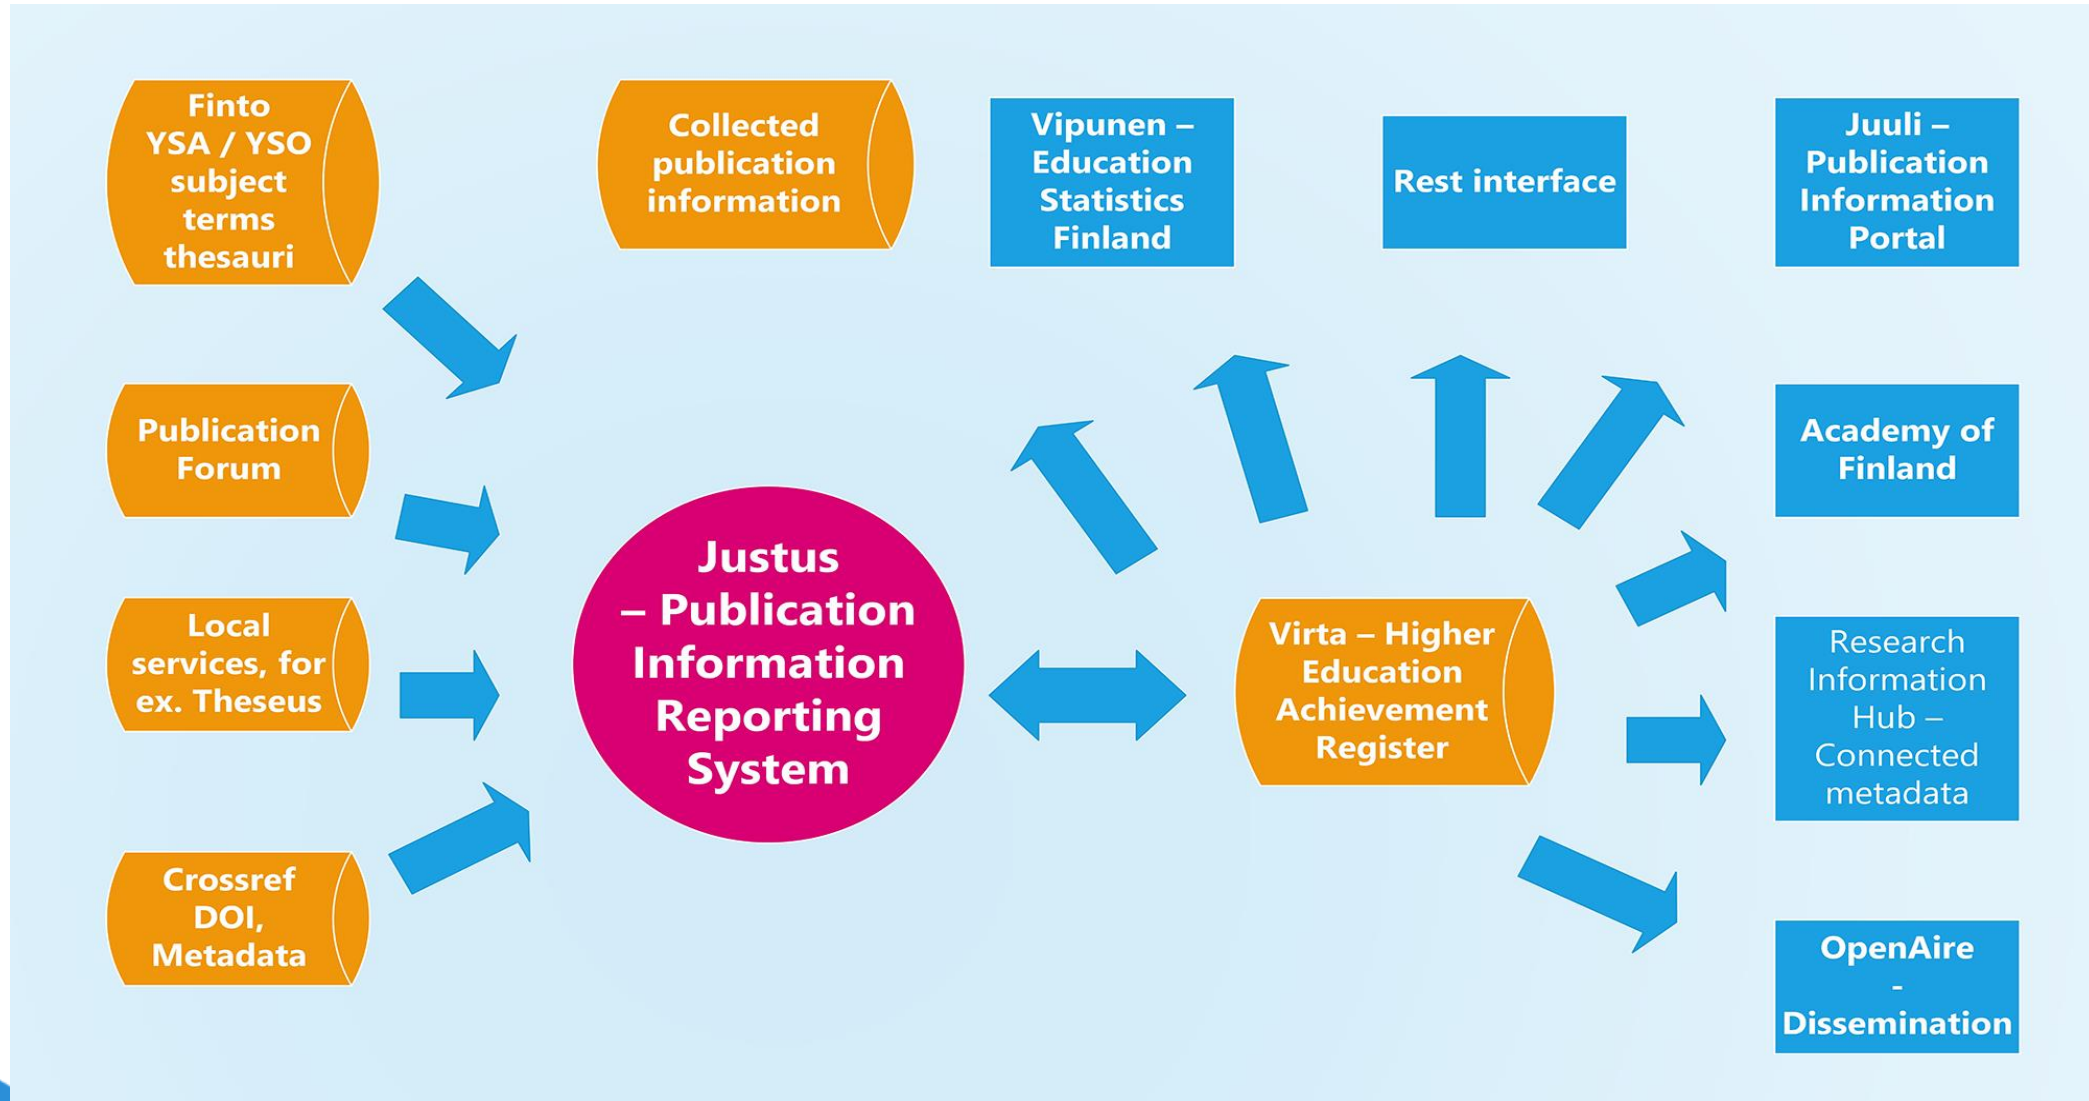 Finto
YSA / YSO
subject
terms
thesauri
Collected
publication
information
Vipunen –
Education
Statistics
Finland
Rest interface
Juuli –
Publication
Information
Portal
Publication
Forum
Academy of
Finland
Local
services, for
ex. Theseus
Justus
– Publication
Information
Reporting
System
Virta – Higher
Education
Achievement
Register
Research
Information
Hub –
Connected
metadata
Crossref
DOI,
Metadata
OpenAire
-
Dissemination